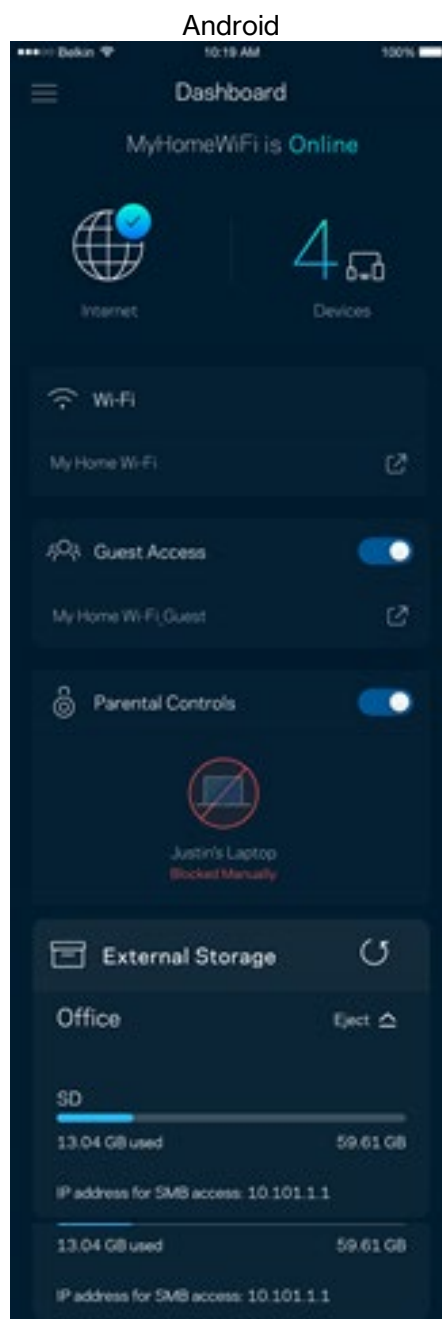 Android
Belkin 10:19 AM 100%
Dashboard
MyHomeWiFi is Online
4
Internet Devices
Wi-Fi
My Home Wi-Fi
Guest Access
My Home Wi-Fi_Guest
Parental Controls
Justin's Laptop
Blocked Manually
External Storage
Office Eject
SD
13.04 GB used 59.61 GB
IP address for SMB access: 10.101.1.1
13.04 GB used 59.61 GB
IP address for SMB access: 10.101.1.1